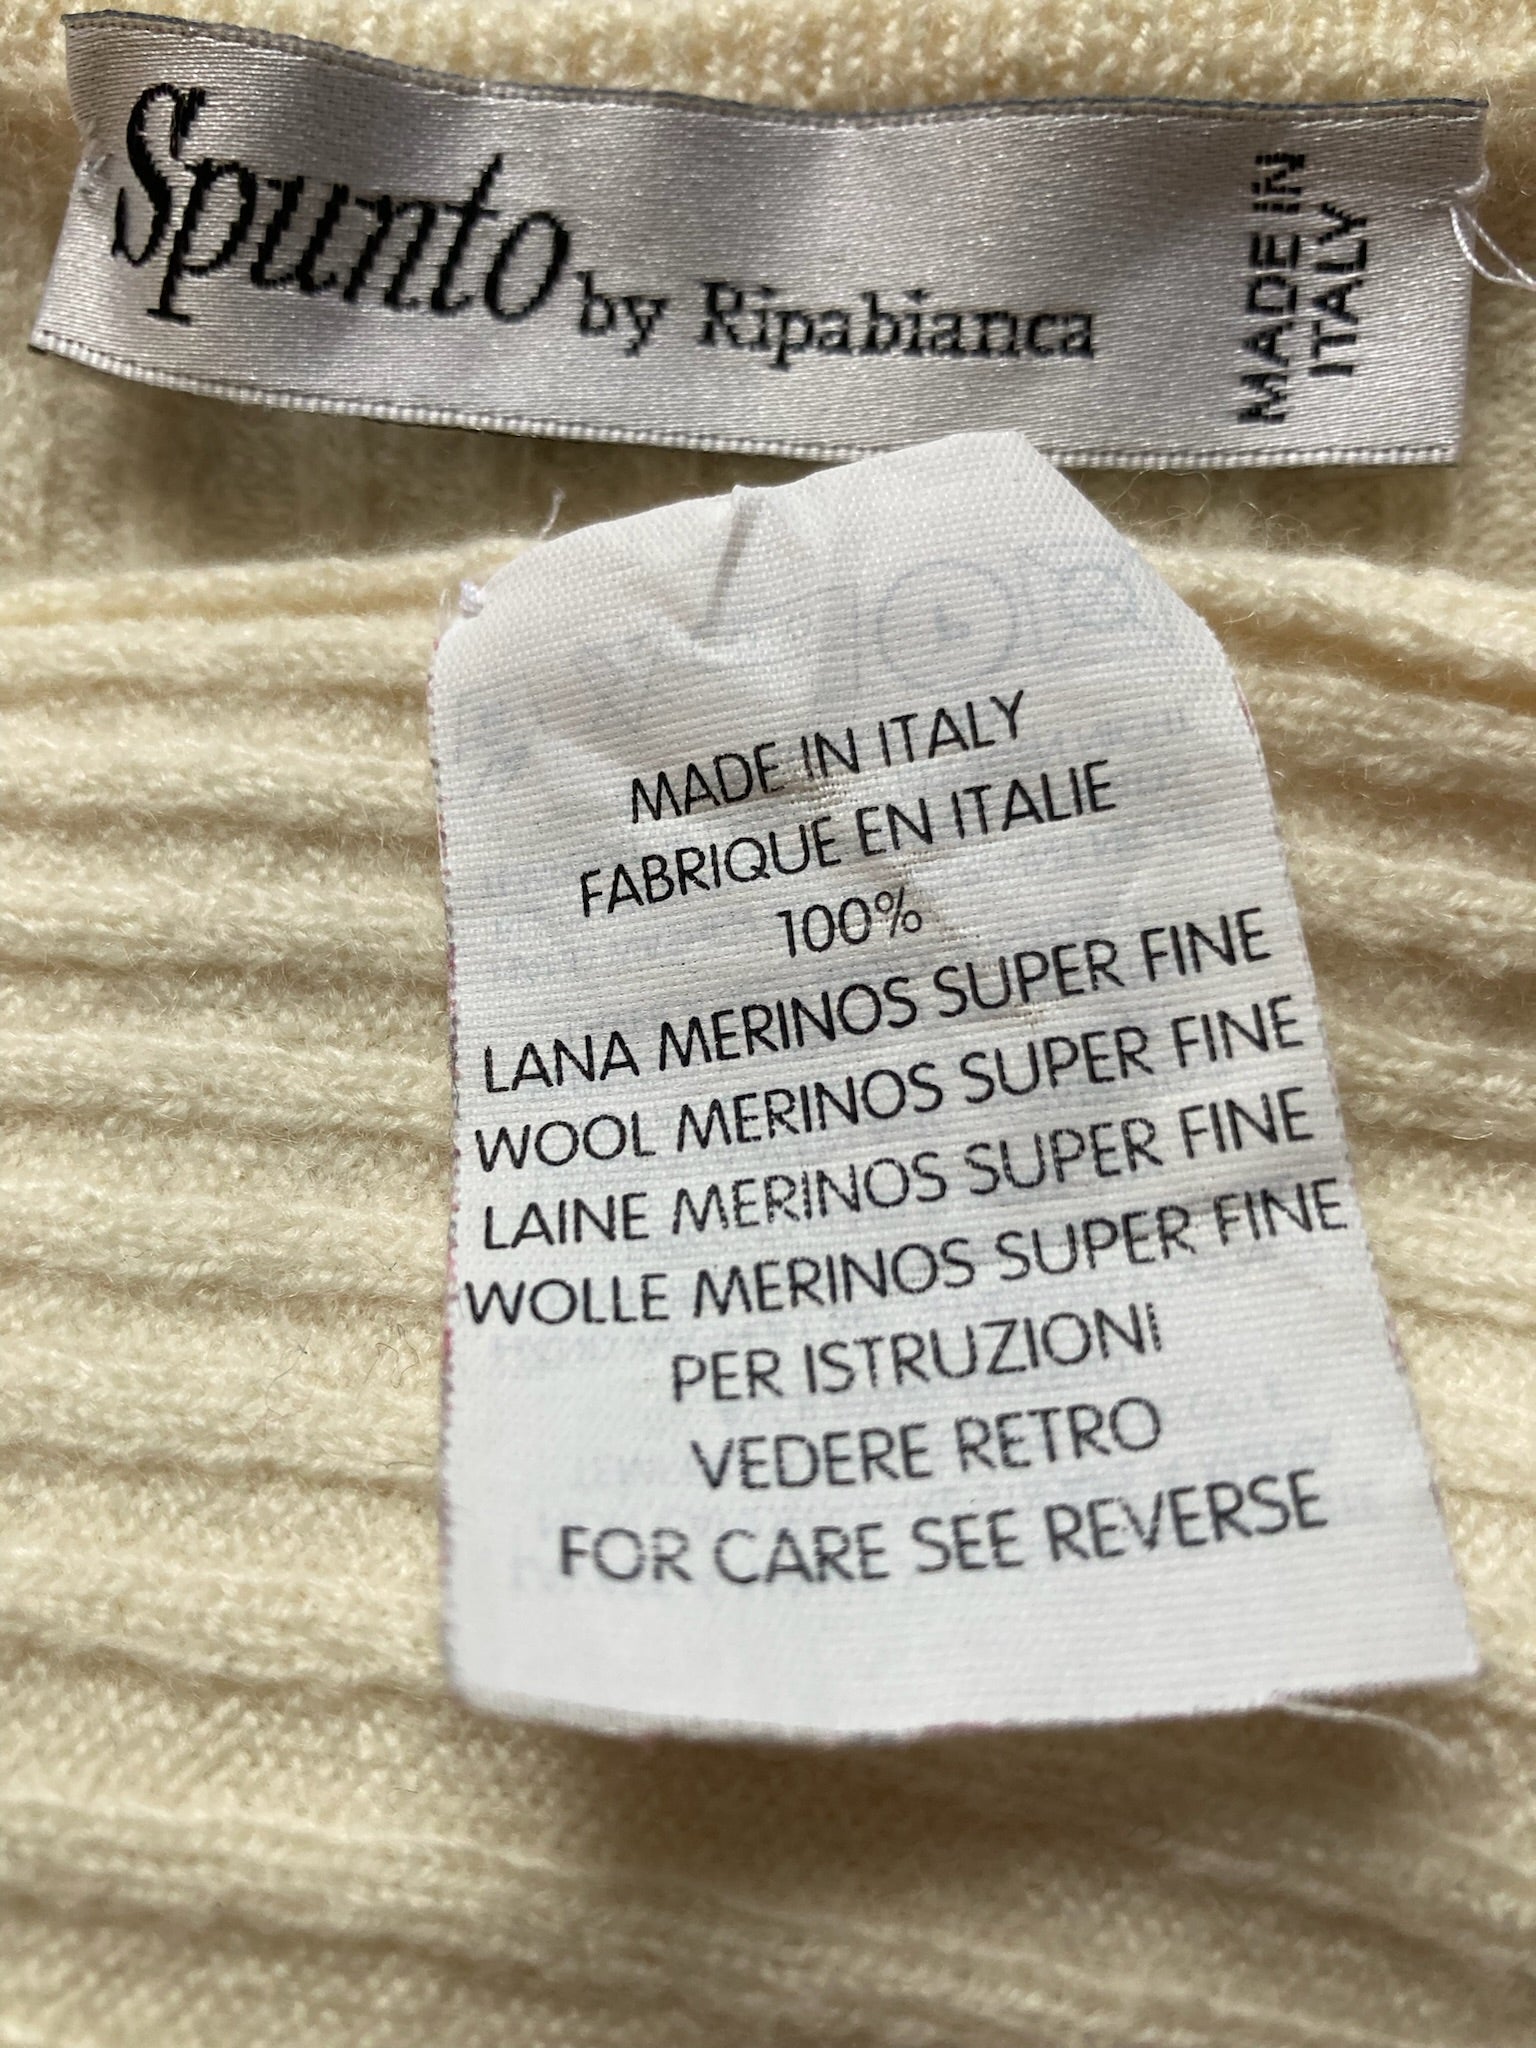 Spunto by Ripabianca
MADE IN
ITALY
MADE IN ITALY
FABRIQUE EN ITALIE
100%
LANA MERINOS SUPER FINE
WOOL MERINOS SUPER FINE
LAINE MERINOS SUPER FINE
WOLLE MERINOS SUPER FINE
PER ISTRUZIONI
VEDERE RETRO
FOR CARE SEE REVERSE